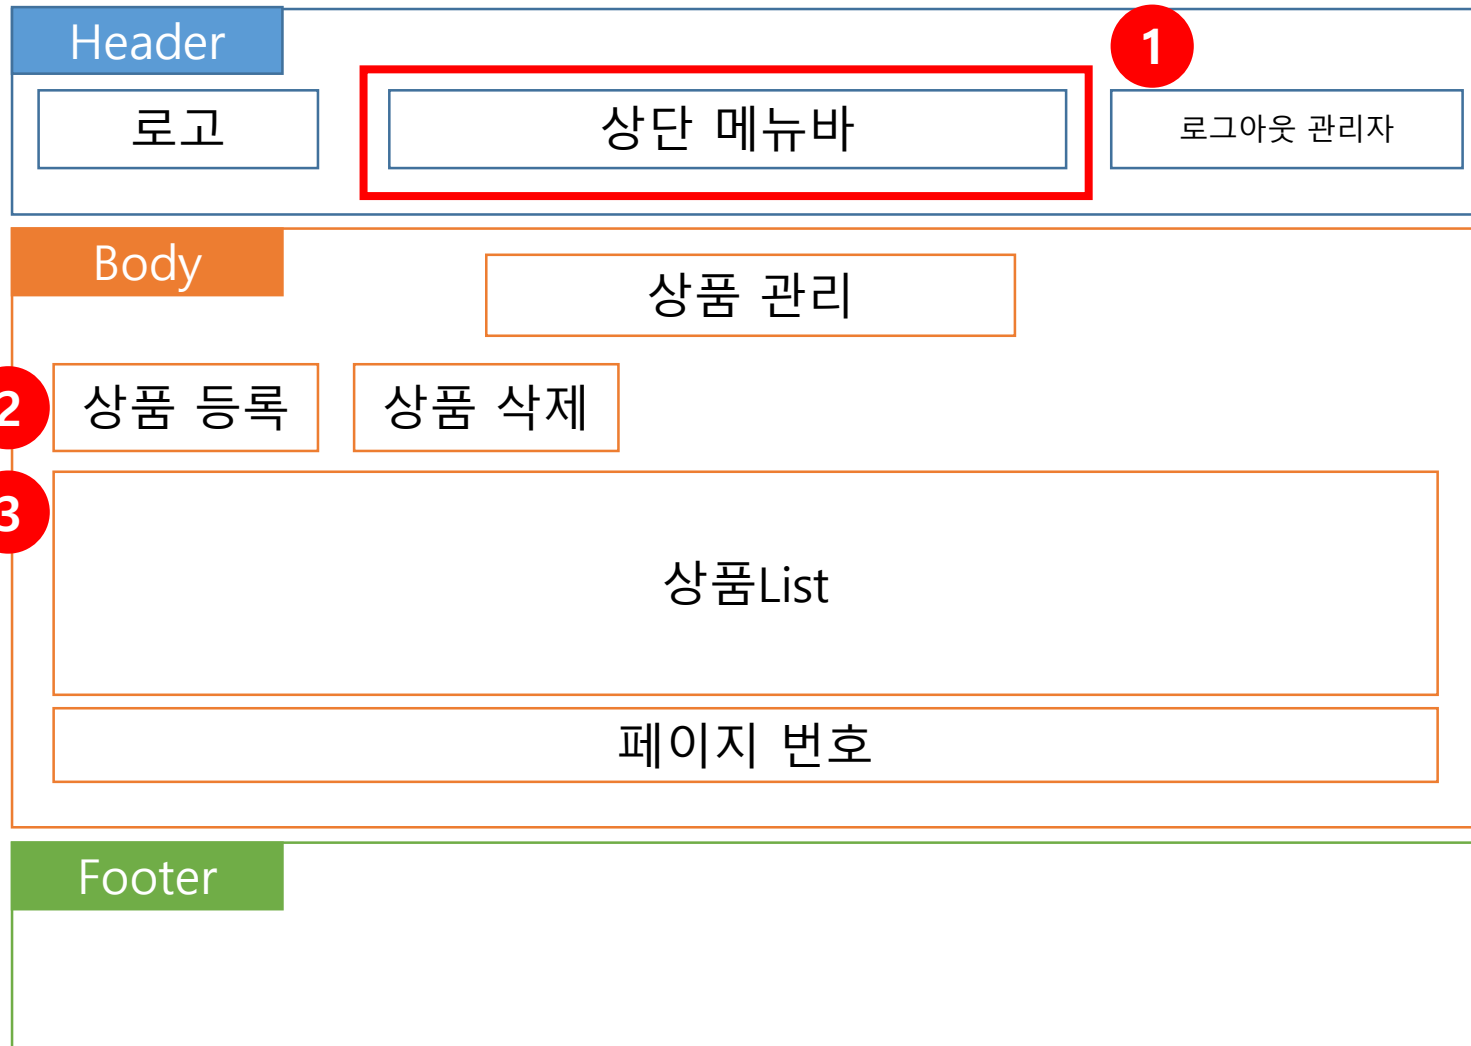 Header
1
로고
상단 메뉴바
로그아웃 관리자
Body
상품 관리
2
상품 등록
상품 삭제
3
상품List
페이지 번호
Footer